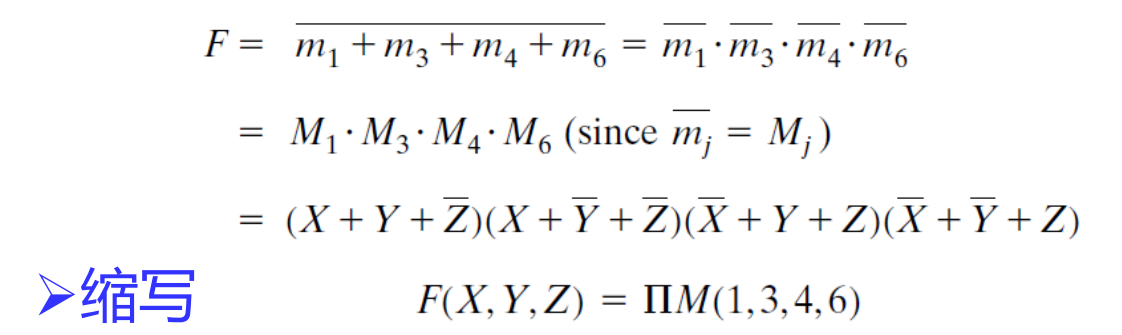 F = \overline{m_1 + m_3 + m_4 + m_6} = \overline{m_1} · \overline{m_3} · \overline{m_4} · \overline{m_6}
= M_1 · M_3 · M_4 · M_6 (since \overline{m_j} = M_j)
= (X + Y + \overline{Z})(X + \overline{Y} + \overline{Z})(\overline{X} + Y + Z)(\overline{X} + \overline{Y} + Z)
➢缩写 F(X, Y, Z) = ΠM(1,3,4,6)